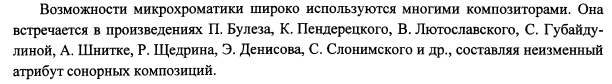 Возможности микрохроматики широко используются многими композиторами. Она
встречается в произведениях П. Булеза, К. Пендерецкого, В. Лютославского, С. Губайду-
линой, А. Шнитке, Р. Щедрина, Э. Денисова, С. Слонимского и др., составляя неизменный
атрибут сонорных композиций.